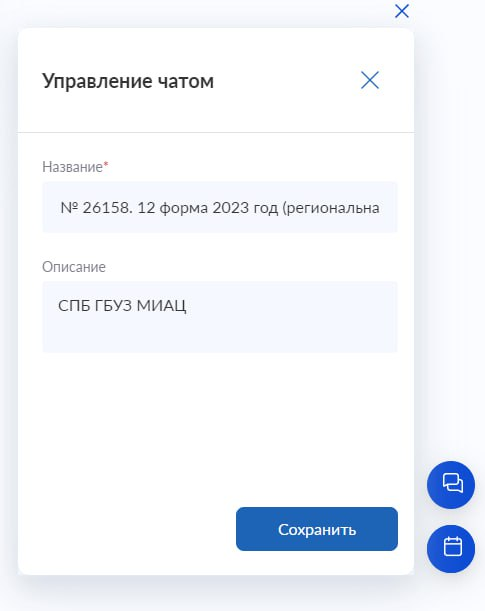 Управление чатом
Название*
№ 26158. 12 форма 2023 год (региональна
Описание
СПБ ГБУЗ МИАЦ
Сохранить